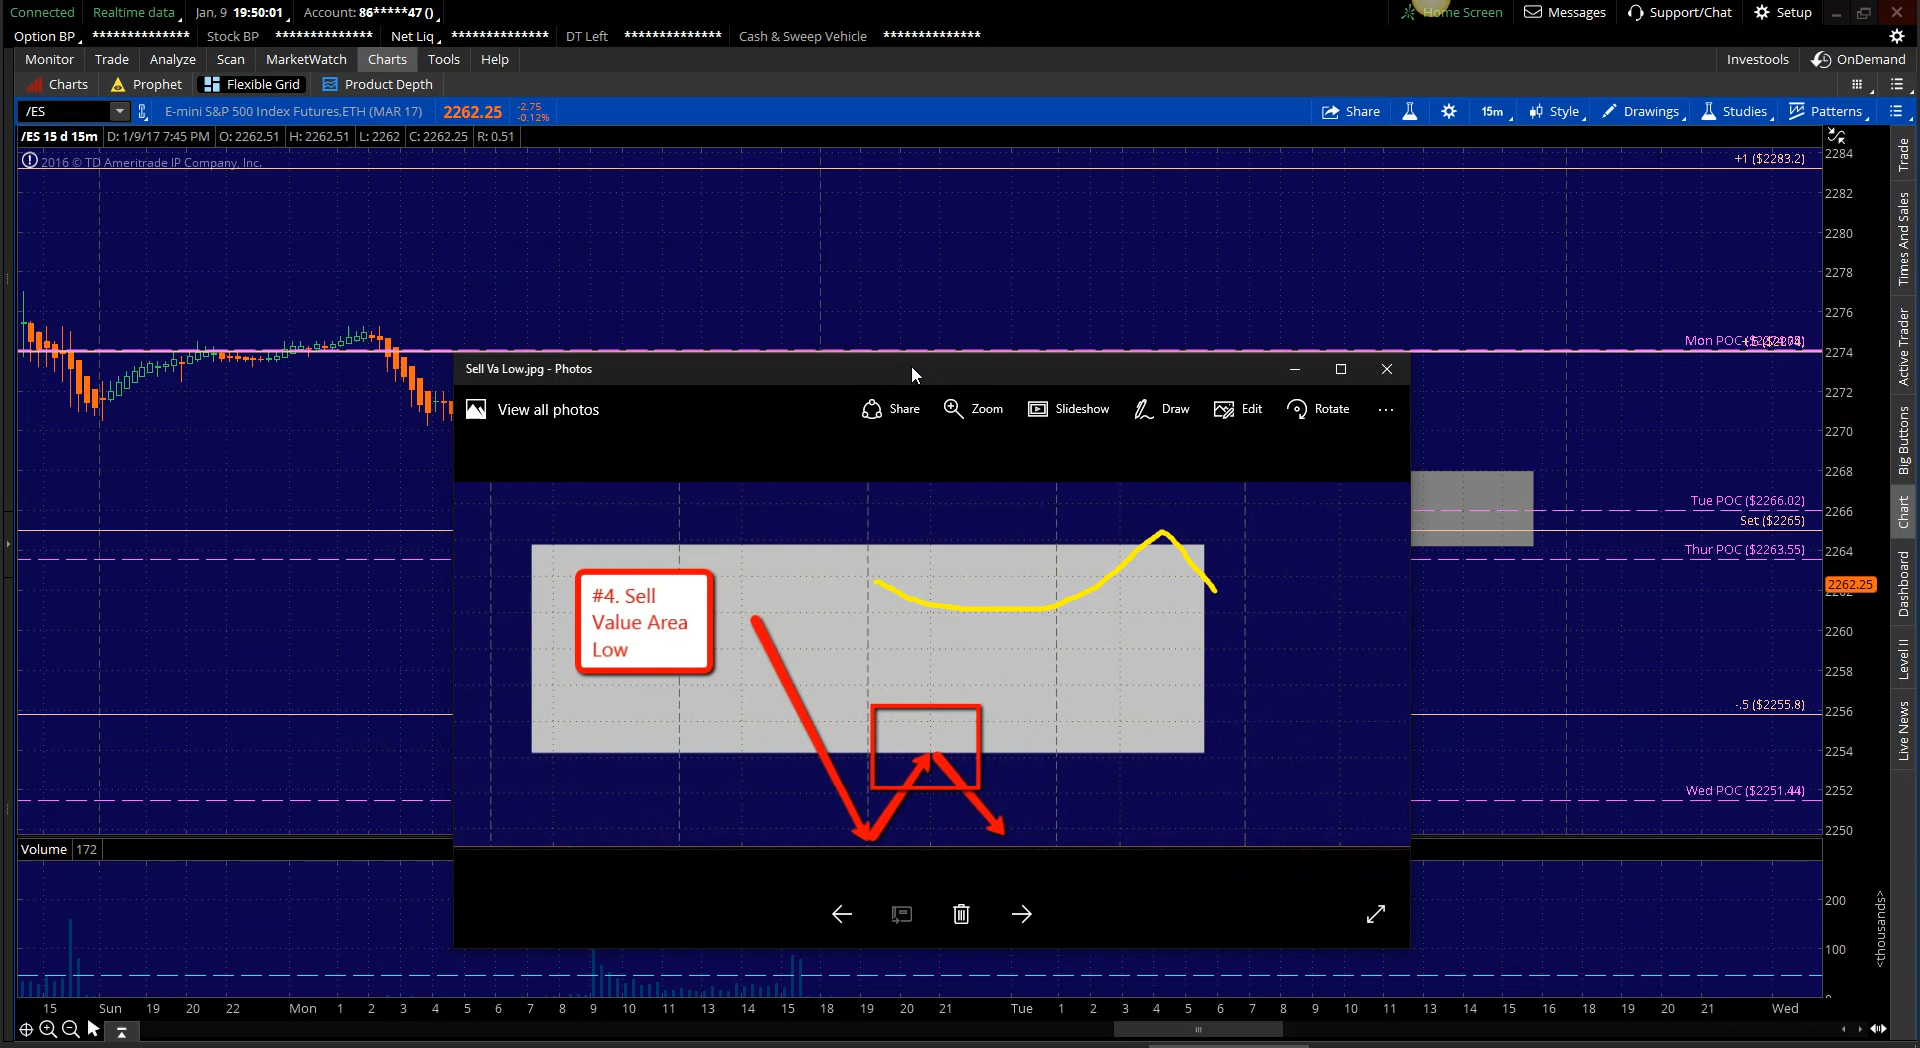 Connected Realtime data Jan, 9 19:50:01 Account: 86*****47 () Home Screen Messages Support/Chat Setup
Option BP ************** Stock BP ************** Net Liq ************** DT Left ************** Cash & Sweep Vehicle **************
Monitor Trade Analyze Scan MarketWatch Charts Tools Help Investools OnDemand
Charts Prophet Flexible Grid Product Depth
/ES E-mini S&P 500 Index Futures,ETH (MAR 17) 2262.25 -2.75 Share 15m Style Drawings Studies Patterns
-0.12%
/ES 15 d 15m D: 1/9/17 7:45 PM O: 2262.51 H: 2262.51 L: 2262 C: 2262.25 R: 0.51
2016 © TD Ameritrade IP Company, Inc.
+1 ($2283.2)
2284
2282
2280
2278
2276
Mon POC
2274
2272
2270
2268
Tue POC ($2266.02)
2266
Set ($2265)
Thur POC ($2263.55)
2264
2262.25
2260
2258
-.5 ($2255.8)
2256
2254
Wed POC ($2251.44)
2252
2250
Trade
Times And Sales
Active Trader
Big Buttons
Chart
Dashboard
Level II
Live News
Sell Va Low.jpg - Photos
View all photos Share Zoom Slideshow Draw Edit Rotate ...
#4. Sell
Value Area
Low
Volume 172
200
100
<thousands>
15 Sun 19 20 22 Mon 1 2 3 4 5 6 7 8 9 10 11 13 14 15 18 19 20 21 Tue 1 2 3 4 5 6 7 8 9 10 11 13 14 15 16 18 19 20 21 Wed